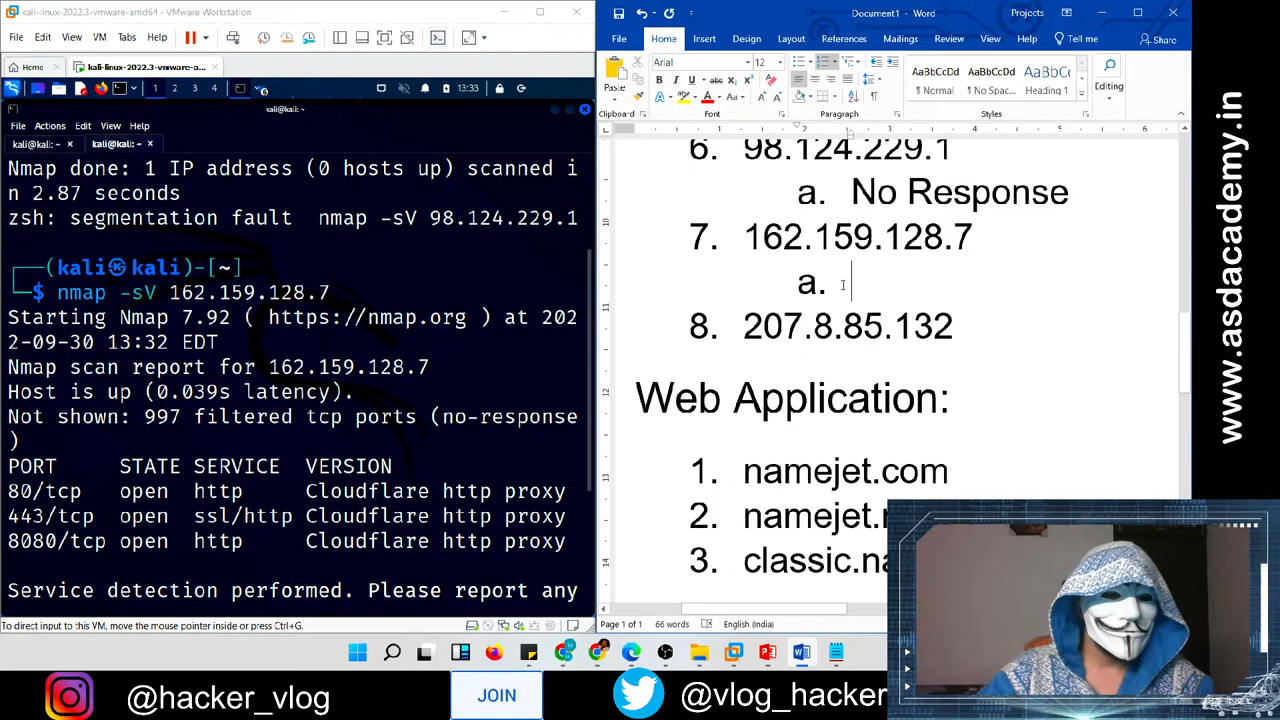 kali-linux-2022.3-vmware-amd64 - VMware Workstation
File Edit View VM Tabs Help
Home
kali-linux-2022.3-vmware-a...
1 2 3 4
13:33
kali@kali: ~
File Actions Edit View Help
kali@kali: ~ kali@kali: ~
Nmap done: 1 IP address (0 hosts up) scanned i
n 2.87 seconds
zsh: segmentation fault nmap -sV 98.124.229.1
(kali㉿kali)-[~]
$ nmap -sV 162.159.128.7
Starting Nmap 7.92 ( https://nmap.org ) at 202
2-09-30 13:32 EDT
Nmap scan report for 162.159.128.7
Host is up (0.039s latency).
Not shown: 997 filtered tcp ports (no-response
)
PORT STATE SERVICE VERSION
80/tcp open http Cloudflare http proxy
443/tcp open ssl/http Cloudflare http proxy
8080/tcp open http Cloudflare http proxy
Service detection performed. Please report any
To direct input to this VM, move the mouse pointer inside or press Ctrl+G.
Document1 - Word
Projects
File Home Insert Design Layout References Mailings Review View Help Tell me Share
Paste
Arial 12
Clipboard Font Paragraph Styles
AaBbCcC AaBbCcC AaBbC
¶ Normal ¶ No Spac... Heading 1
Editing
6. 98.124.229.1
a. No Response
7. 162.159.128.7
a.
8. 207.8.85.132
Web Application:
1. namejet.com
2. namejet.
3. classic.na
Page 1 of 1 66 words English (India)
www.asdacademy.in
@hacker_vlog
JOIN
@vlog_hacker